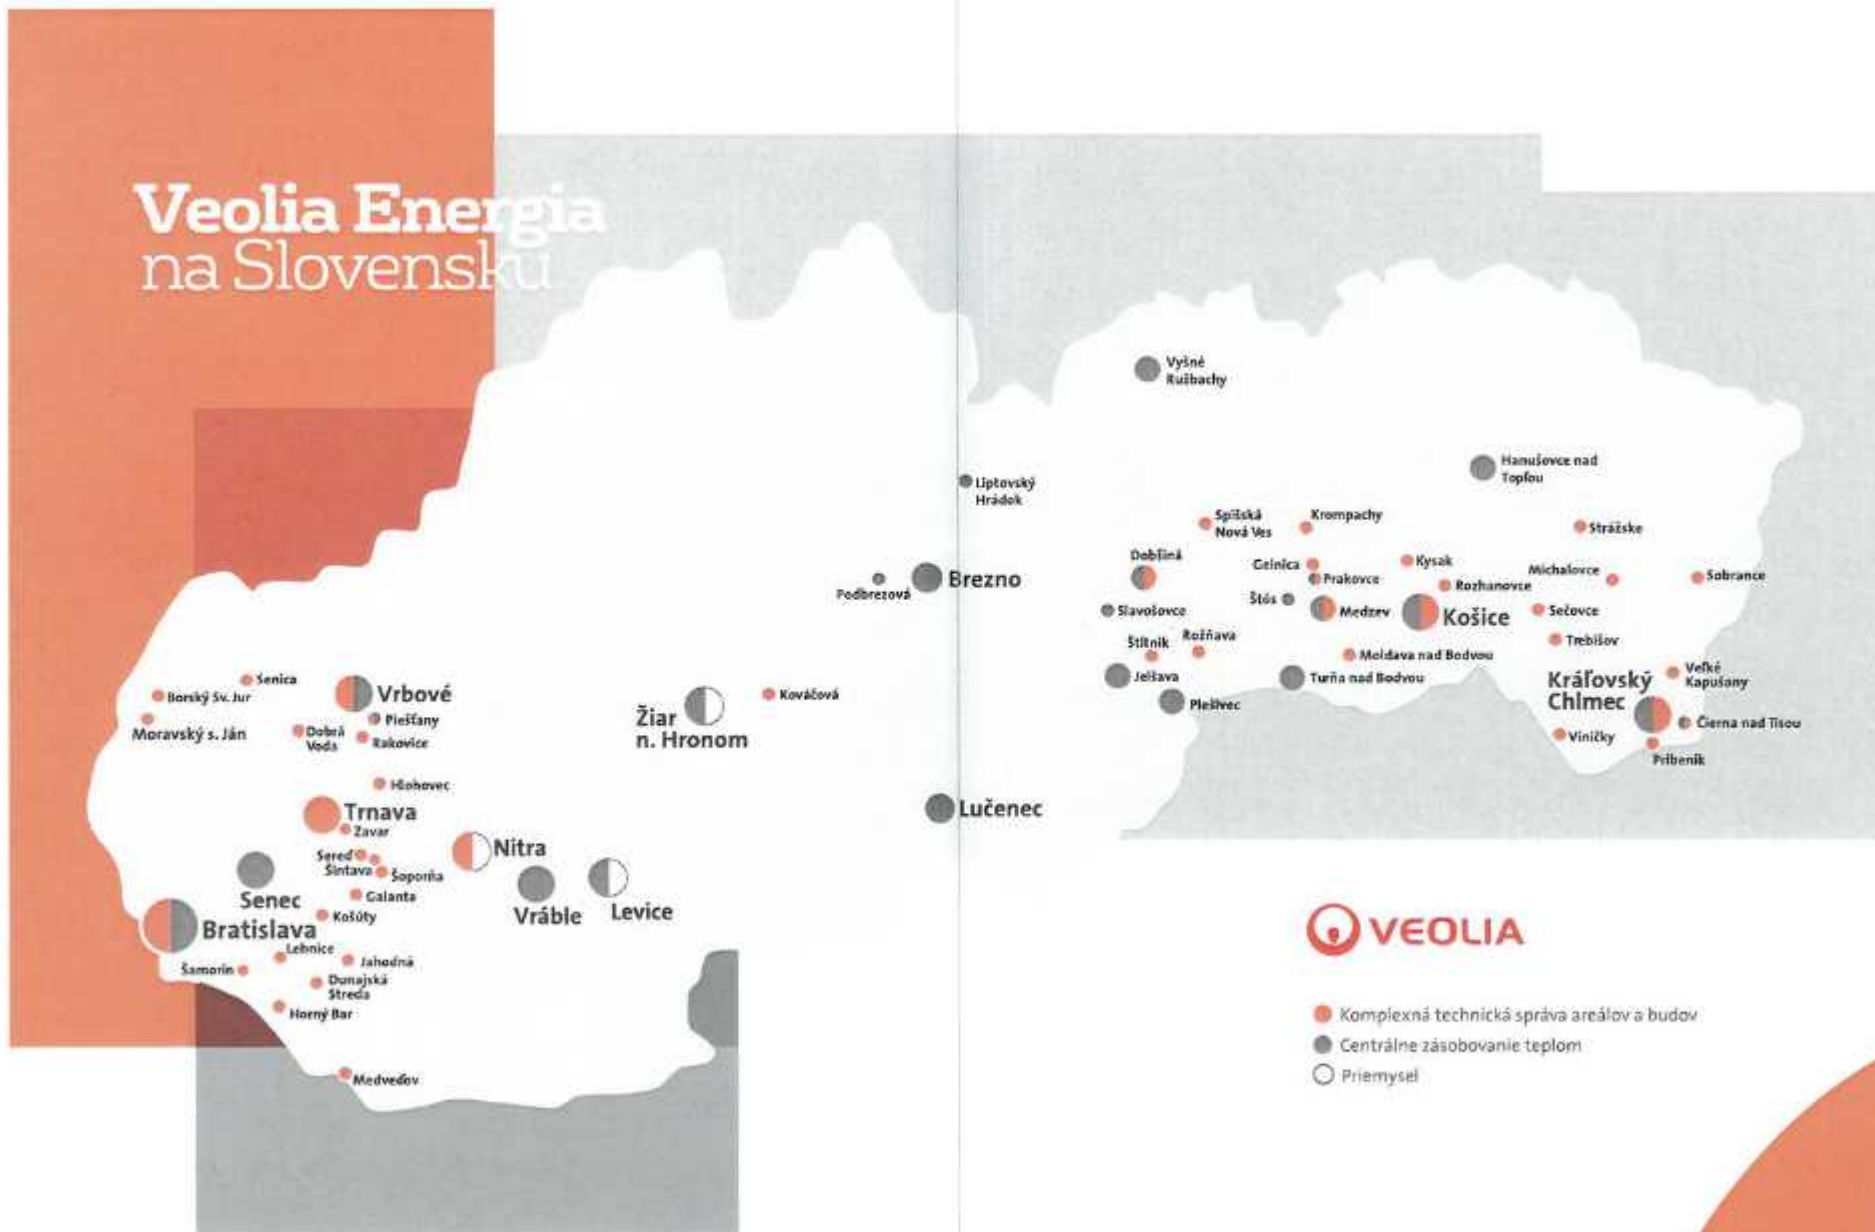 Veolia Energia
na Slovensku
Vyšné
Ružbachy
Hanušovce nad
Topľou
Liptovský
Hrádok
Spišská
Nová Ves
Krompachy
Strážske
Dobšiná
Kysak
Gelnica
Prakovce
Michalovce
Sobrance
Podbrezová
Brezno
Rozhanovce
Štós
Slavošovce
Medzev
Košice
Sečovce
Štítnik
Rožňava
Trebišov
Moldava nad Bodvou
Jelšava
Turňa nad Bodvou
Plešivec
Kráľovský
Chlmec
Veľké
Kapušany
Čierna nad Tisou
Viničky
Pribeník
Senica
Borský Sv. Jur
Moravský s. Ján
Vrbové
Piešťany
Dobrá
Voda
Rakovice
Žiar
n. Hronom
Kováčová
Hlohovec
Trnava
Zavar
Lučenec
Nitra
Sereď
Šintava
Šoporňa
Senec
Galanta
Vráble
Levice
Košúty
Bratislava
Lehnice
Jahodná
Šamorín
Dunajská
Streda
Horný Bar
Medveďov
VEOLIA
Komplexná technická správa areálov a budov
Centrálne zásobovanie teplom
Priemysel